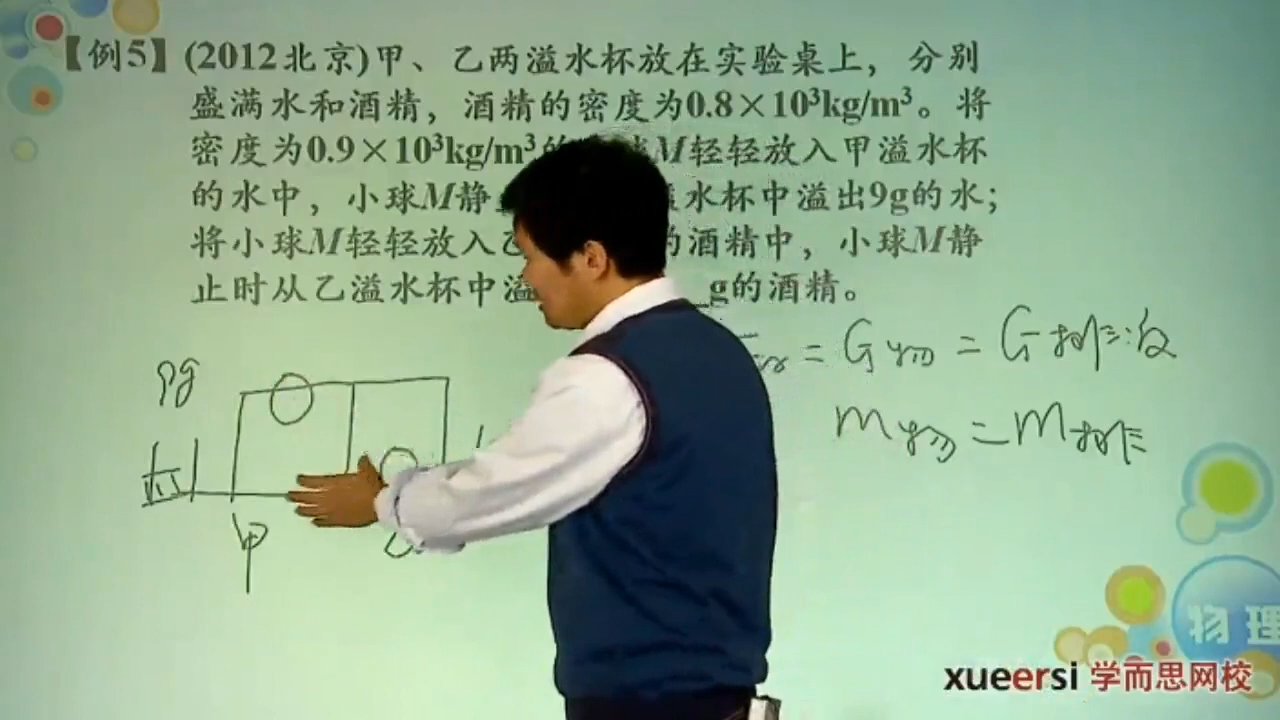 【例5】(2012北京)甲、乙两溢水杯放在实验桌上，分别
盛满水和酒精，酒精的密度为0.8×10³kg/m³。将
密度为0.9×10³kg/m³的 M轻轻放入甲溢水杯
的水中，小球M静 水杯中溢出9g的水；
将小球M轻轻放入乙 的酒精中，小球M静
止时从乙溢水杯中溢 g的酒精。
= G物 = G排液
m物 = m排
9g
甲
物理
xueersi 学而思网校